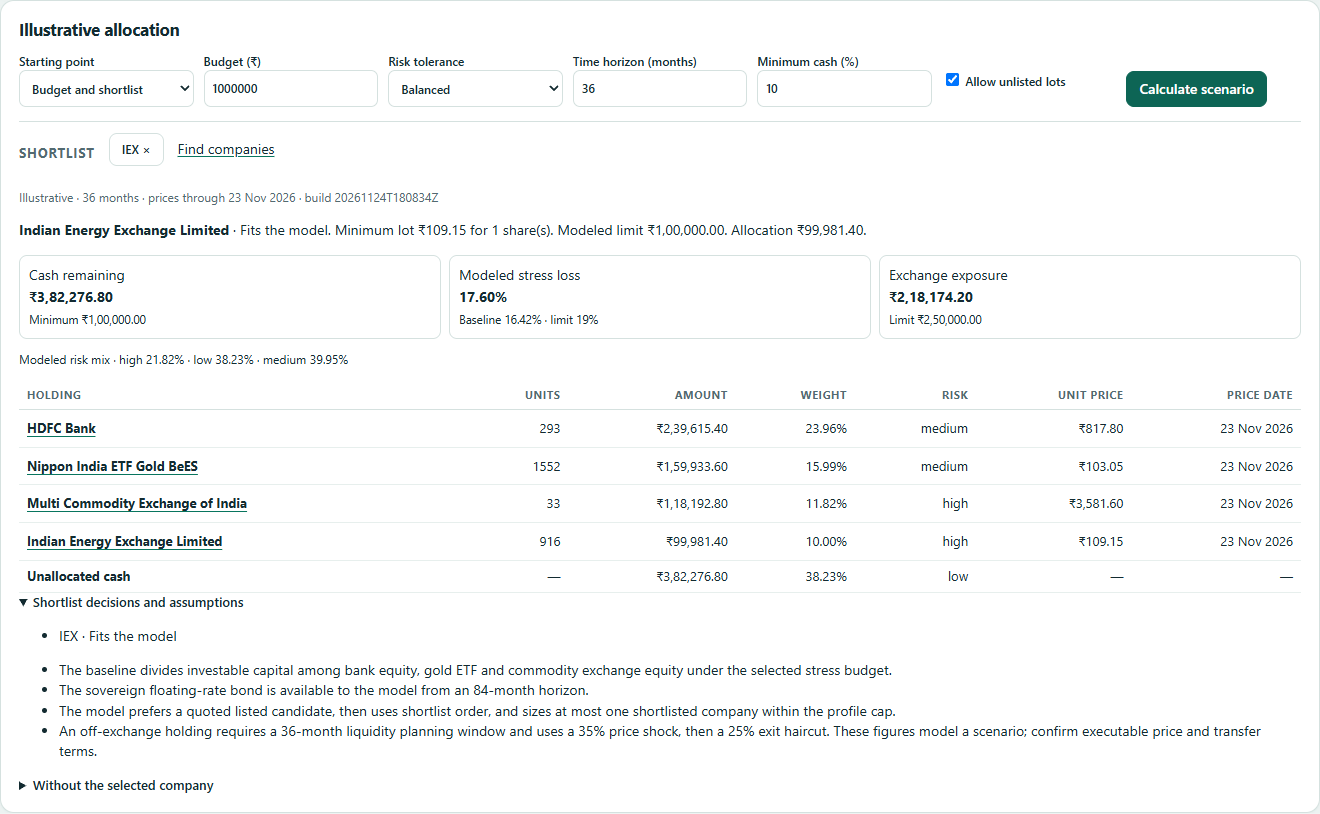 Illustrative allocation
Starting point Budget (₹) Risk tolerance Time horizon (months) Minimum cash (%)
Budget and shortlist 1000000 Balanced 36 10 Allow unlisted lots Calculate scenario
SHORTLIST IEX × Find companies
Illustrative · 36 months · prices through 23 Nov 2026 · build 20261124T180834Z
Indian Energy Exchange Limited · Fits the model. Minimum lot ₹109.15 for 1 share(s). Modeled limit ₹1,00,000.00. Allocation ₹99,981.40.
Cash remaining Modeled stress loss Exchange exposure
₹3,82,276.80 17.60% ₹2,18,174.20
Minimum ₹1,00,000.00 Baseline 16.42% · limit 19% Limit ₹2,50,000.00
Modeled risk mix · high 21.82% · low 38.23% · medium 39.95%
HOLDING UNITS AMOUNT WEIGHT RISK UNIT PRICE PRICE DATE
HDFC Bank 293 ₹2,39,615.40 23.96% medium ₹817.80 23 Nov 2026
Nippon India ETF Gold BeES 1552 ₹1,59,933.60 15.99% medium ₹103.05 23 Nov 2026
Multi Commodity Exchange of India 33 ₹1,18,192.80 11.82% high ₹3,581.60 23 Nov 2026
Indian Energy Exchange Limited 916 ₹99,981.40 10.00% high ₹109.15 23 Nov 2026
Unallocated cash — ₹3,82,276.80 38.23% low — —
▼ Shortlist decisions and assumptions
• IEX · Fits the model
• The baseline divides investable capital among bank equity, gold ETF and commodity exchange equity under the selected stress budget.
• The sovereign floating-rate bond is available to the model from an 84-month horizon.
• The model prefers a quoted listed candidate, then uses shortlist order, and sizes at most one shortlisted company within the profile cap.
• An off-exchange holding requires a 36-month liquidity planning window and uses a 35% price shock, then a 25% exit haircut. These figures model a scenario; confirm executable price and transfer
terms.
▶ Without the selected company